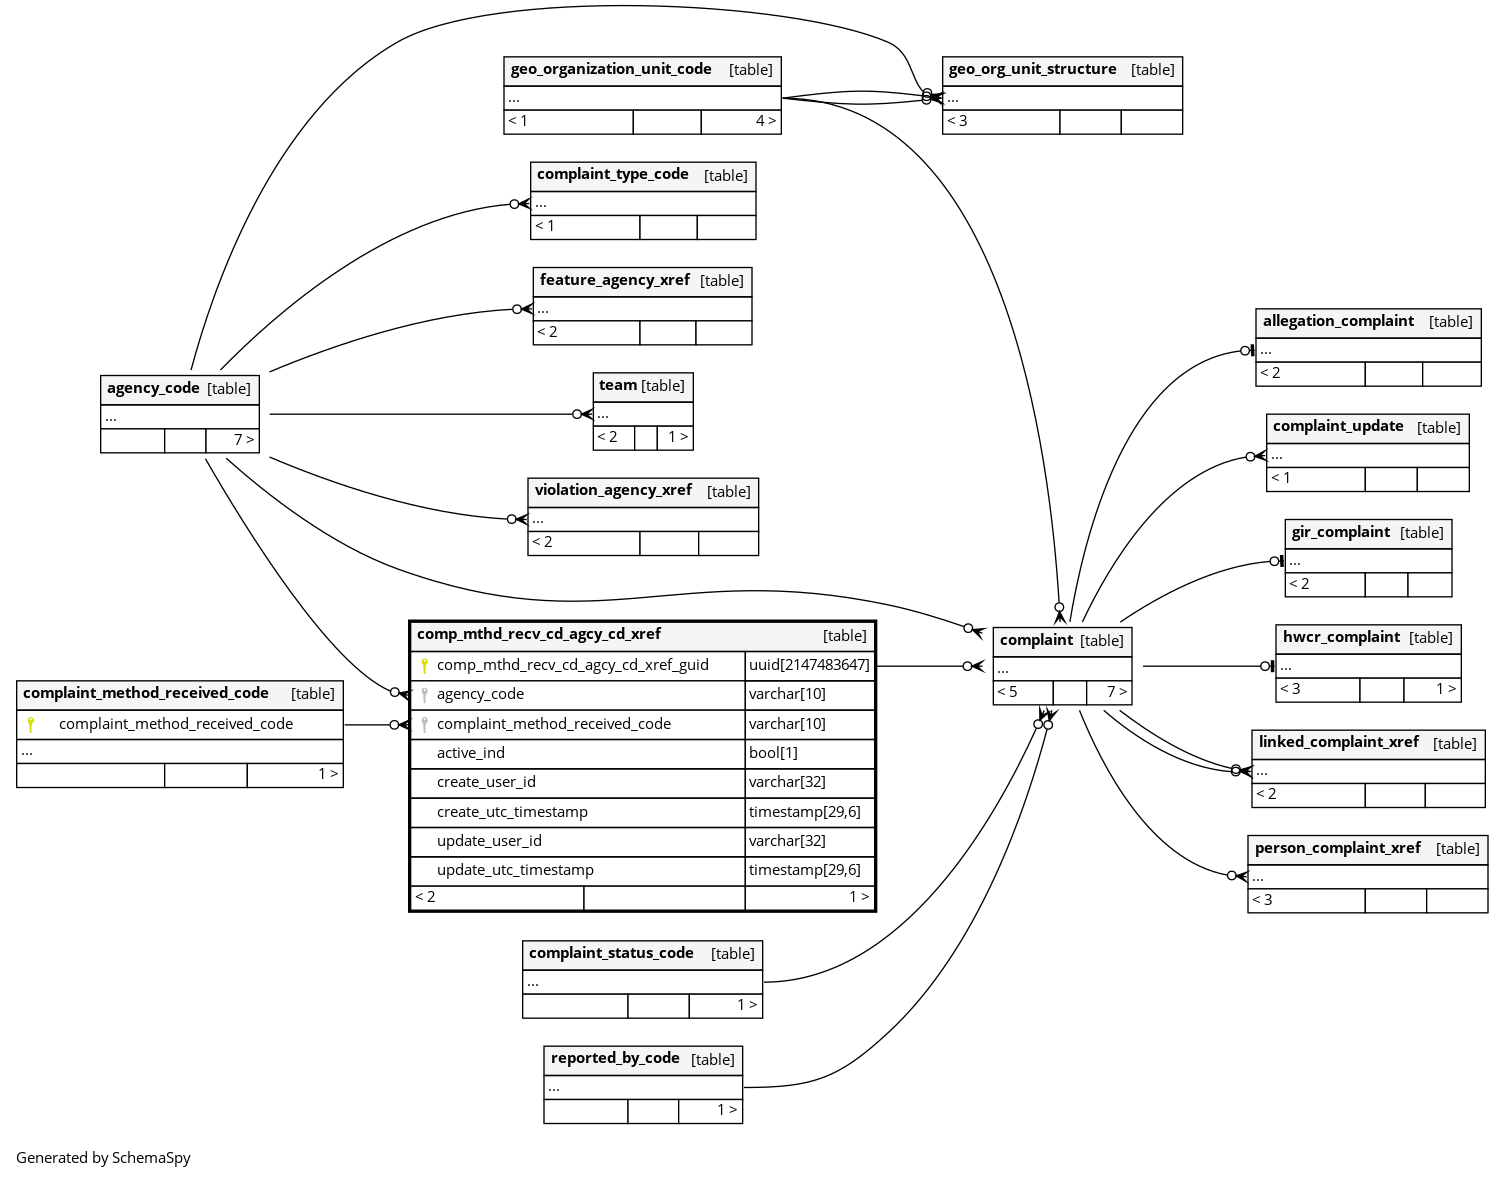 geo_organization_unit_code [table]
...
< 1 4 >
geo_org_unit_structure [table]
...
< 3
complaint_type_code [table]
...
< 1
feature_agency_xref [table]
...
< 2
agency_code [table]
...
7 >
team [table]
...
< 2 1 >
violation_agency_xref [table]
...
< 2
complaint_method_received_code [table]
complaint_method_received_code
...
1 >
comp_mthd_recv_cd_agcy_cd_xref [table]
comp_mthd_recv_cd_agcy_cd_xref_guid uuid[2147483647]
agency_code varchar[10]
complaint_method_received_code varchar[10]
active_ind bool[1]
create_user_id varchar[32]
create_utc_timestamp timestamp[29,6]
update_user_id varchar[32]
update_utc_timestamp timestamp[29,6]
< 2 1 >
complaint_status_code [table]
...
1 >
reported_by_code [table]
...
1 >
complaint [table]
...
< 5 7 >
allegation_complaint [table]
...
< 2
complaint_update [table]
...
< 1
gir_complaint [table]
...
< 2
hwcr_complaint [table]
...
< 3 1 >
linked_complaint_xref [table]
...
< 2
person_complaint_xref [table]
...
< 3
Generated by SchemaSpy